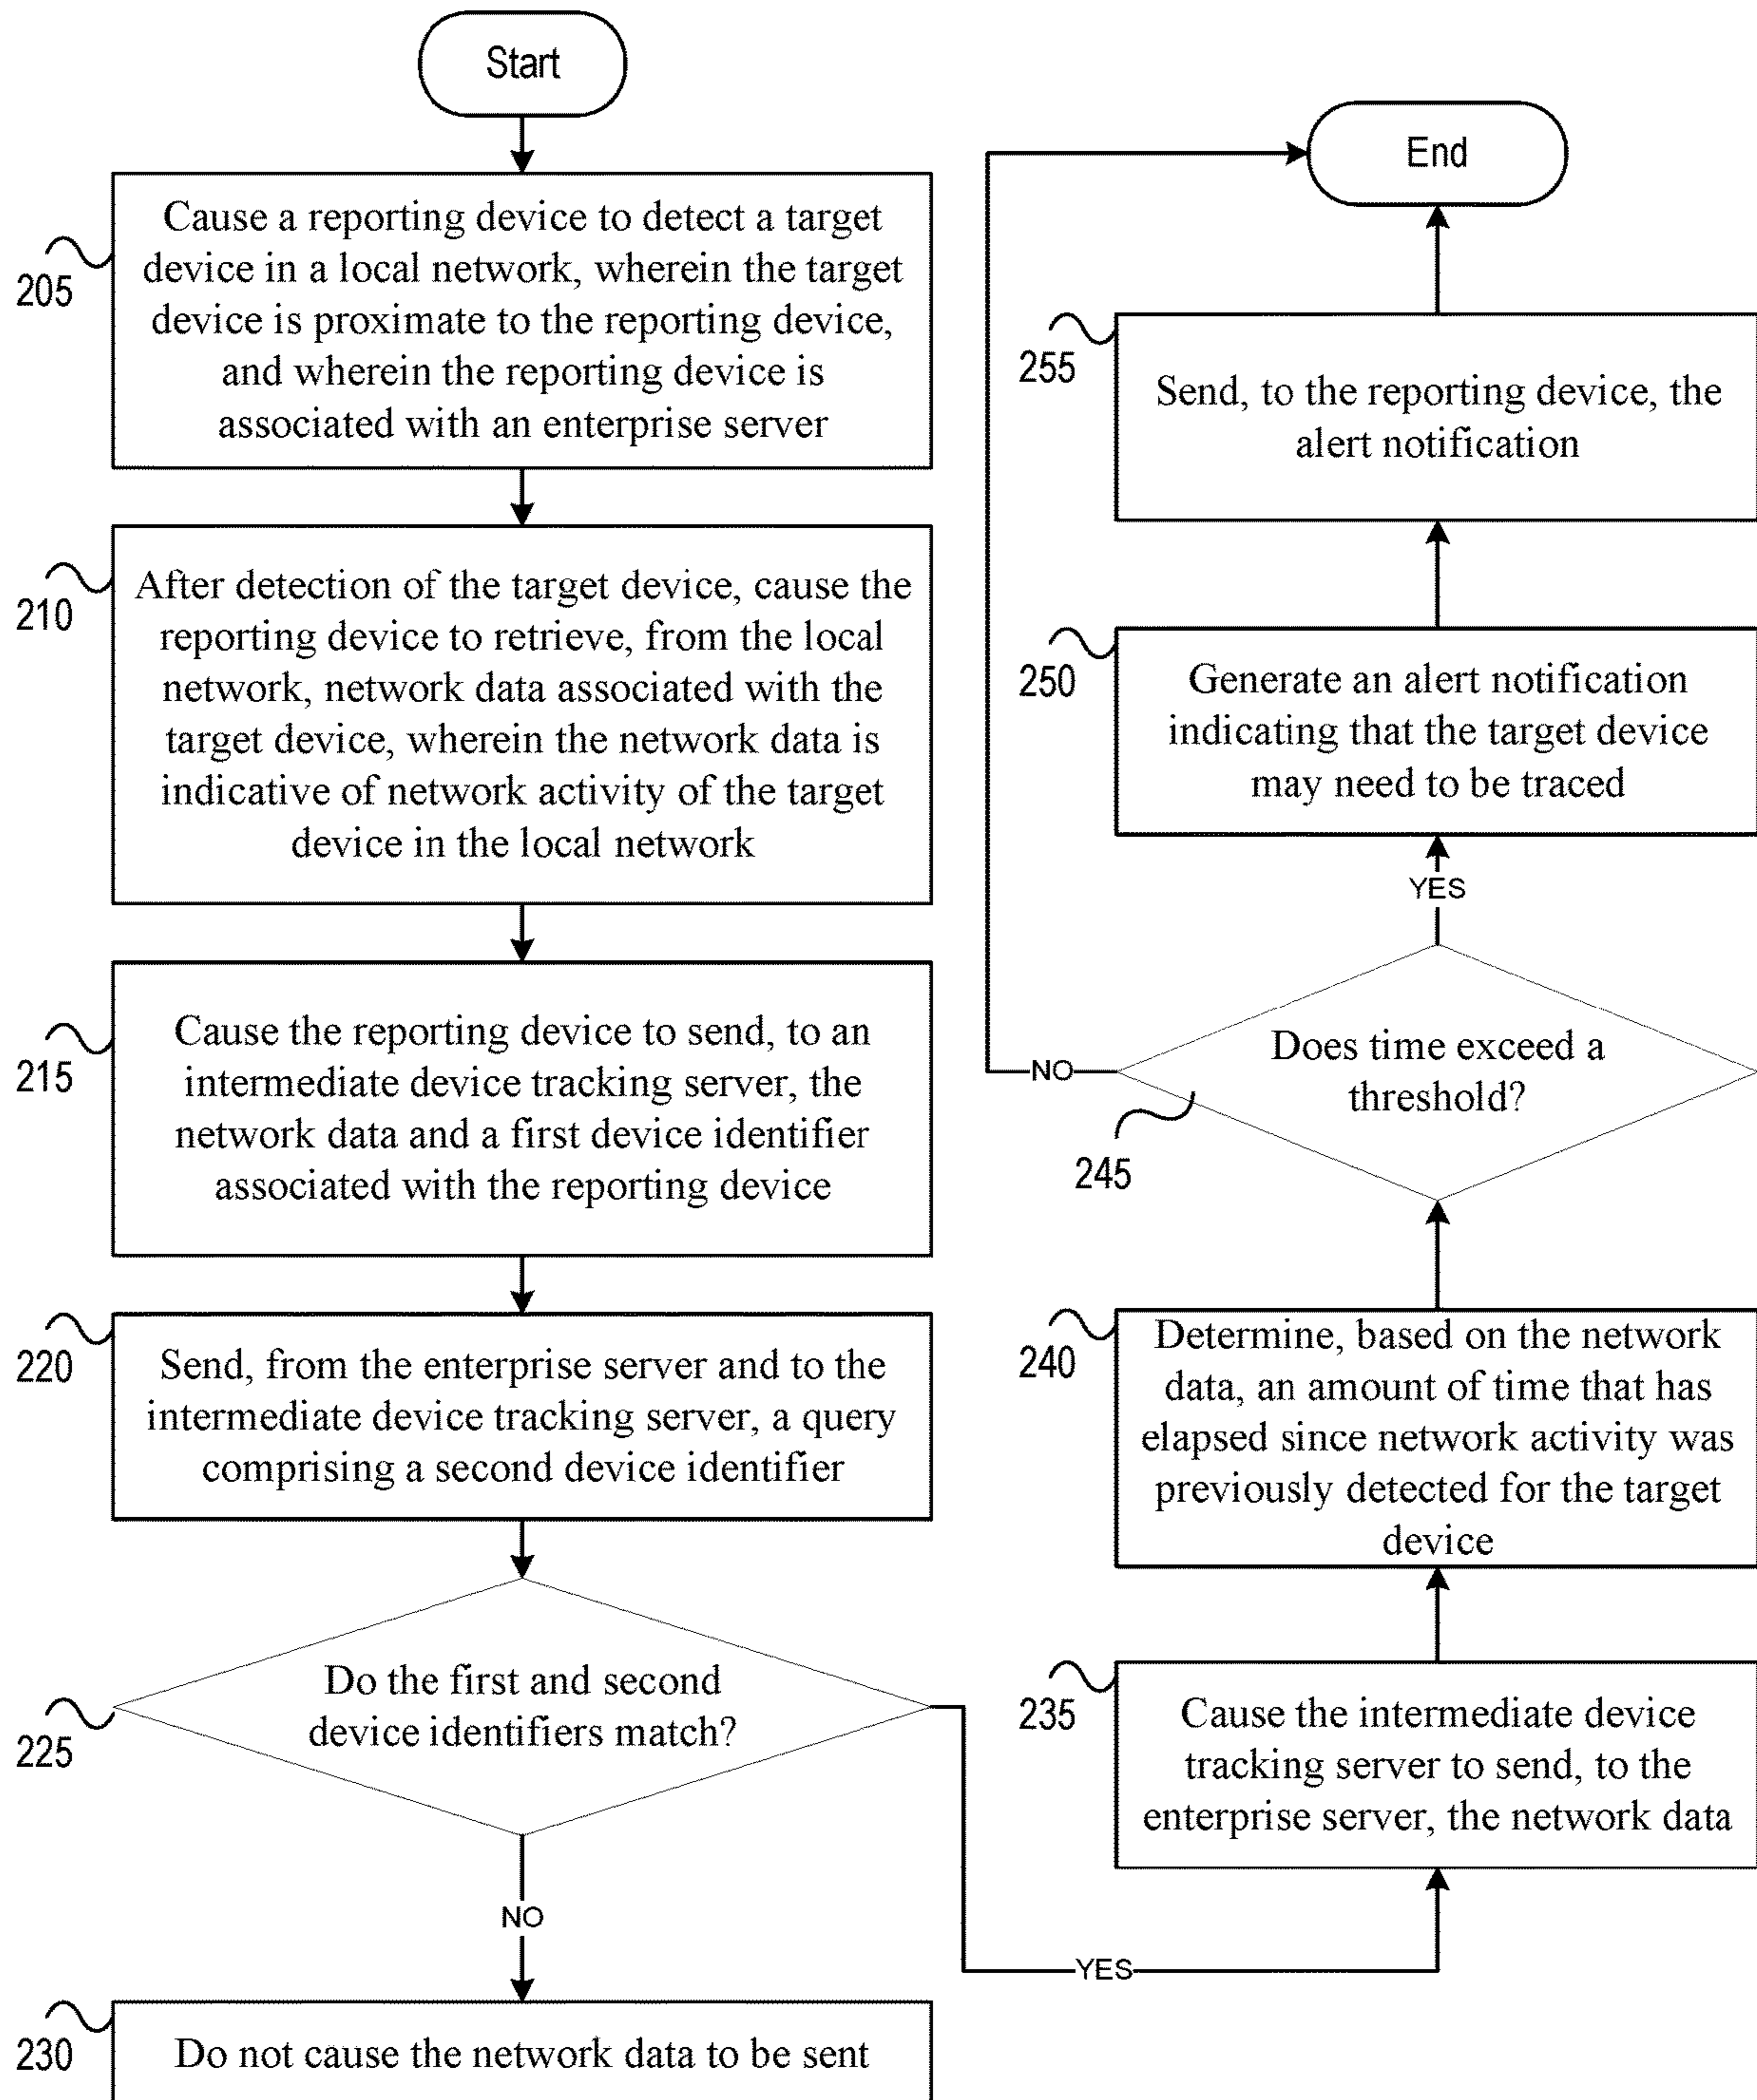 Start
205
Cause a reporting device to detect a target
device in a local network, wherein the target
device is proximate to the reporting device,
and wherein the reporting device is
associated with an enterprise server
210
After detection of the target device, cause the
reporting device to retrieve, from the local
network, network data associated with the
target device, wherein the network data is
indicative of network activity of the target
device in the local network
215
Cause the reporting device to send, to an
intermediate device tracking server, the
network data and a first device identifier
associated with the reporting device
220
Send, from the enterprise server and to the
intermediate device tracking server, a query
comprising a second device identifier
225
Do the first and second
device identifiers match?
NO
230
Do not cause the network data to be sent
YES
235
Cause the intermediate device
tracking server to send, to the
enterprise server, the network data
240
Determine, based on the network
data, an amount of time that has
elapsed since network activity was
previously detected for the target
device
245
Does time exceed a
threshold?
NO
YES
250
Generate an alert notification
indicating that the target device
may need to be traced
255
Send, to the reporting device, the
alert notification
End